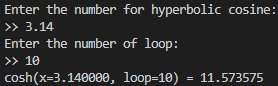 Enter the number for hyperbolic cosine:
>> 3.14
Enter the number of loop:
>> 10
cosh(x=3.140000, loop=10) = 11.573575